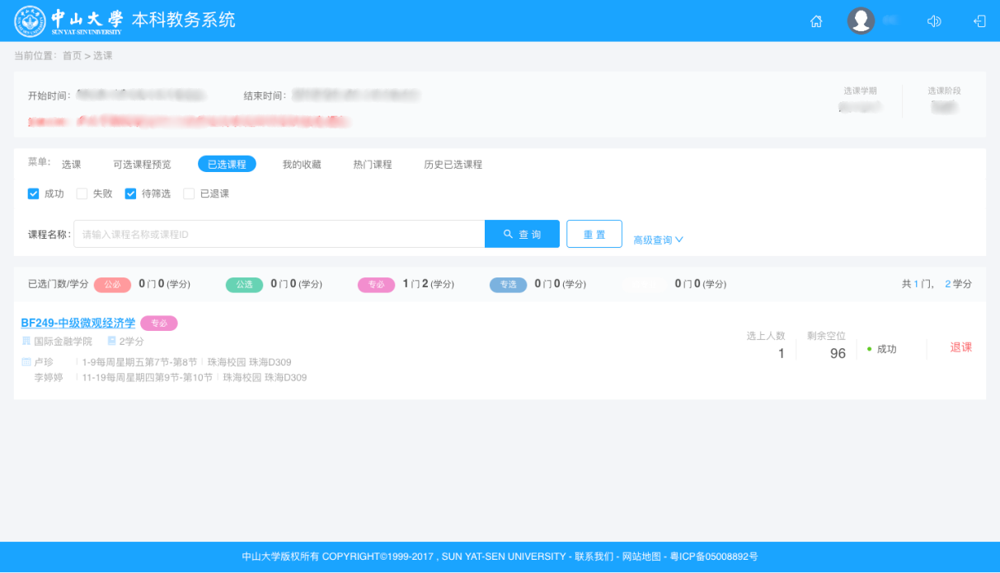 中山大學 SUN YAT-SEN UNIVERSITY 本科教务系统
当前位置：首页 > 选课
开始时间： 结束时间： 选课学期 选课阶段
菜单： 选课 可选课程预览 已选课程 我的收藏 热门课程 历史已选课程
成功 失败 待筛选 已退课
课程名称： 请输入课程名称或课程ID 查 询 重 置 高级查询
已选门数/学分 公必 0 门 0 (学分) 公选 0 门 0 (学分) 专必 1 门 2 (学分) 专选 0 门 0 (学分) 0 门 0 (学分) 共 1 门， 2 学分
BF249-中级微观经济学 专必
国际金融学院 2学分 选上人数 剩余空位
1 96 成功 退课
卢珍 1-9每周星期五第7节-第8节 珠海校园 珠海D309
李婷婷 11-19每周星期四第9节-第10节 珠海校园 珠海D309
中山大学版权所有 COPYRIGHT©1999-2017 , SUN YAT-SEN UNIVERSITY - 联系我们 - 网站地图 - 粤ICP备05008892号